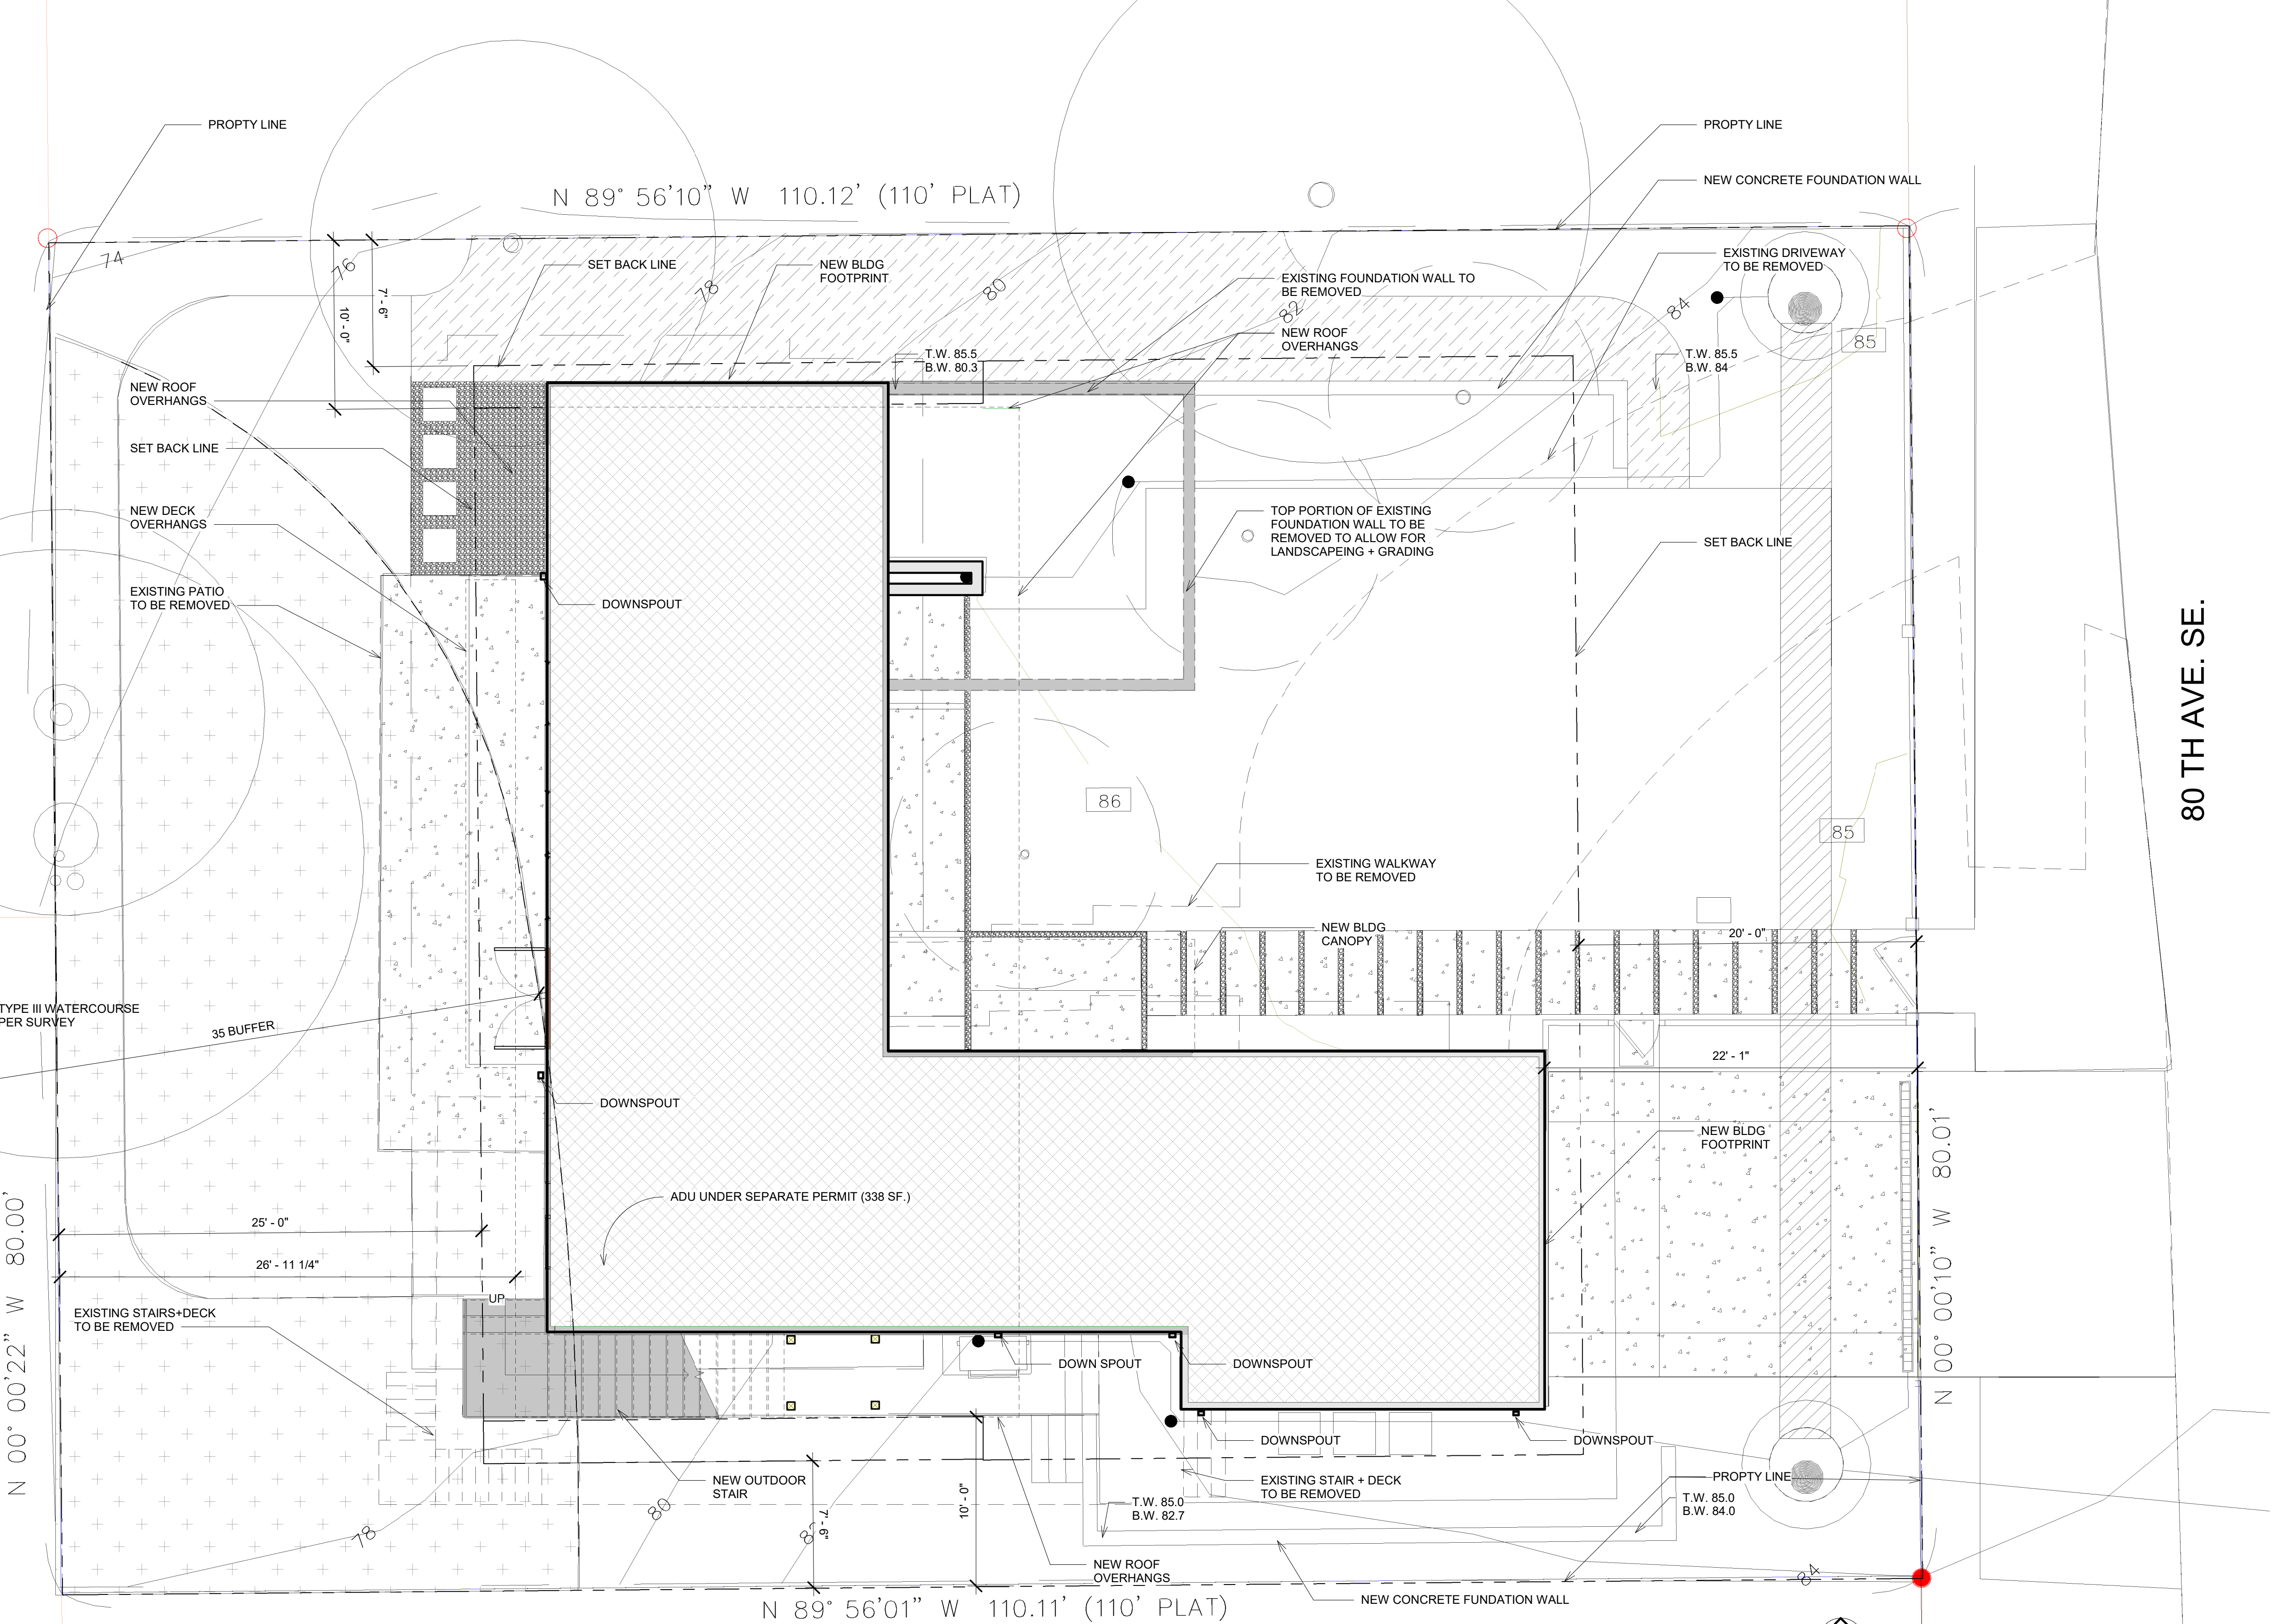 PROPTY LINE
PROPTY LINE
N 89° 56'10" W 110.12' (110' PLAT)
NEW CONCRETE FOUNDATION WALL
74
76
7' - 6"
10' - 0"
SET BACK LINE
78
NEW BLDG
FOOTPRINT
80
EXISTING FOUNDATION WALL TO
BE REMOVED
82
EXISTING DRIVEWAY
TO BE REMOVED
84
85
NEW ROOF
OVERHANGS
T.W. 85.5
B.W. 80.3
T.W. 85.5
B.W. 84
NEW ROOF
OVERHANGS
SET BACK LINE
NEW DECK
OVERHANGS
TOP PORTION OF EXISTING
FOUNDATION WALL TO BE
REMOVED TO ALLOW FOR
LANDSCAPEING + GRADING
SET BACK LINE
EXISTING PATIO
TO BE REMOVED
DOWNSPOUT
80 TH AVE. SE.
86
85
EXISTING WALKWAY
TO BE REMOVED
NEW BLDG
CANOPY
20' - 0"
TYPE III WATERCOURSE
PER SURVEY
35 BUFFER
22' - 1"
DOWNSPOUT
NEW BLDG
FOOTPRINT
N 00° 00'10" W 80.01'
ADU UNDER SEPARATE PERMIT (338 SF.)
N 00° 00'22" W 80.00'
25' - 0"
26' - 11 1/4"
UP
EXISTING STAIRS+DECK
TO BE REMOVED
DOWN SPOUT
DOWNSPOUT
DOWNSPOUT
DOWNSPOUT
NEW OUTDOOR
STAIR
EXISTING STAIR + DECK
TO BE REMOVED
PROPTY LINE
78
80
7' - 6"
10' - 0"
T.W. 85.0
B.W. 82.7
T.W. 85.0
B.W. 84.0
NEW ROOF
OVERHANGS
84
NEW CONCRETE FUNDATION WALL
N 89° 56'01" W 110.11' (110' PLAT)